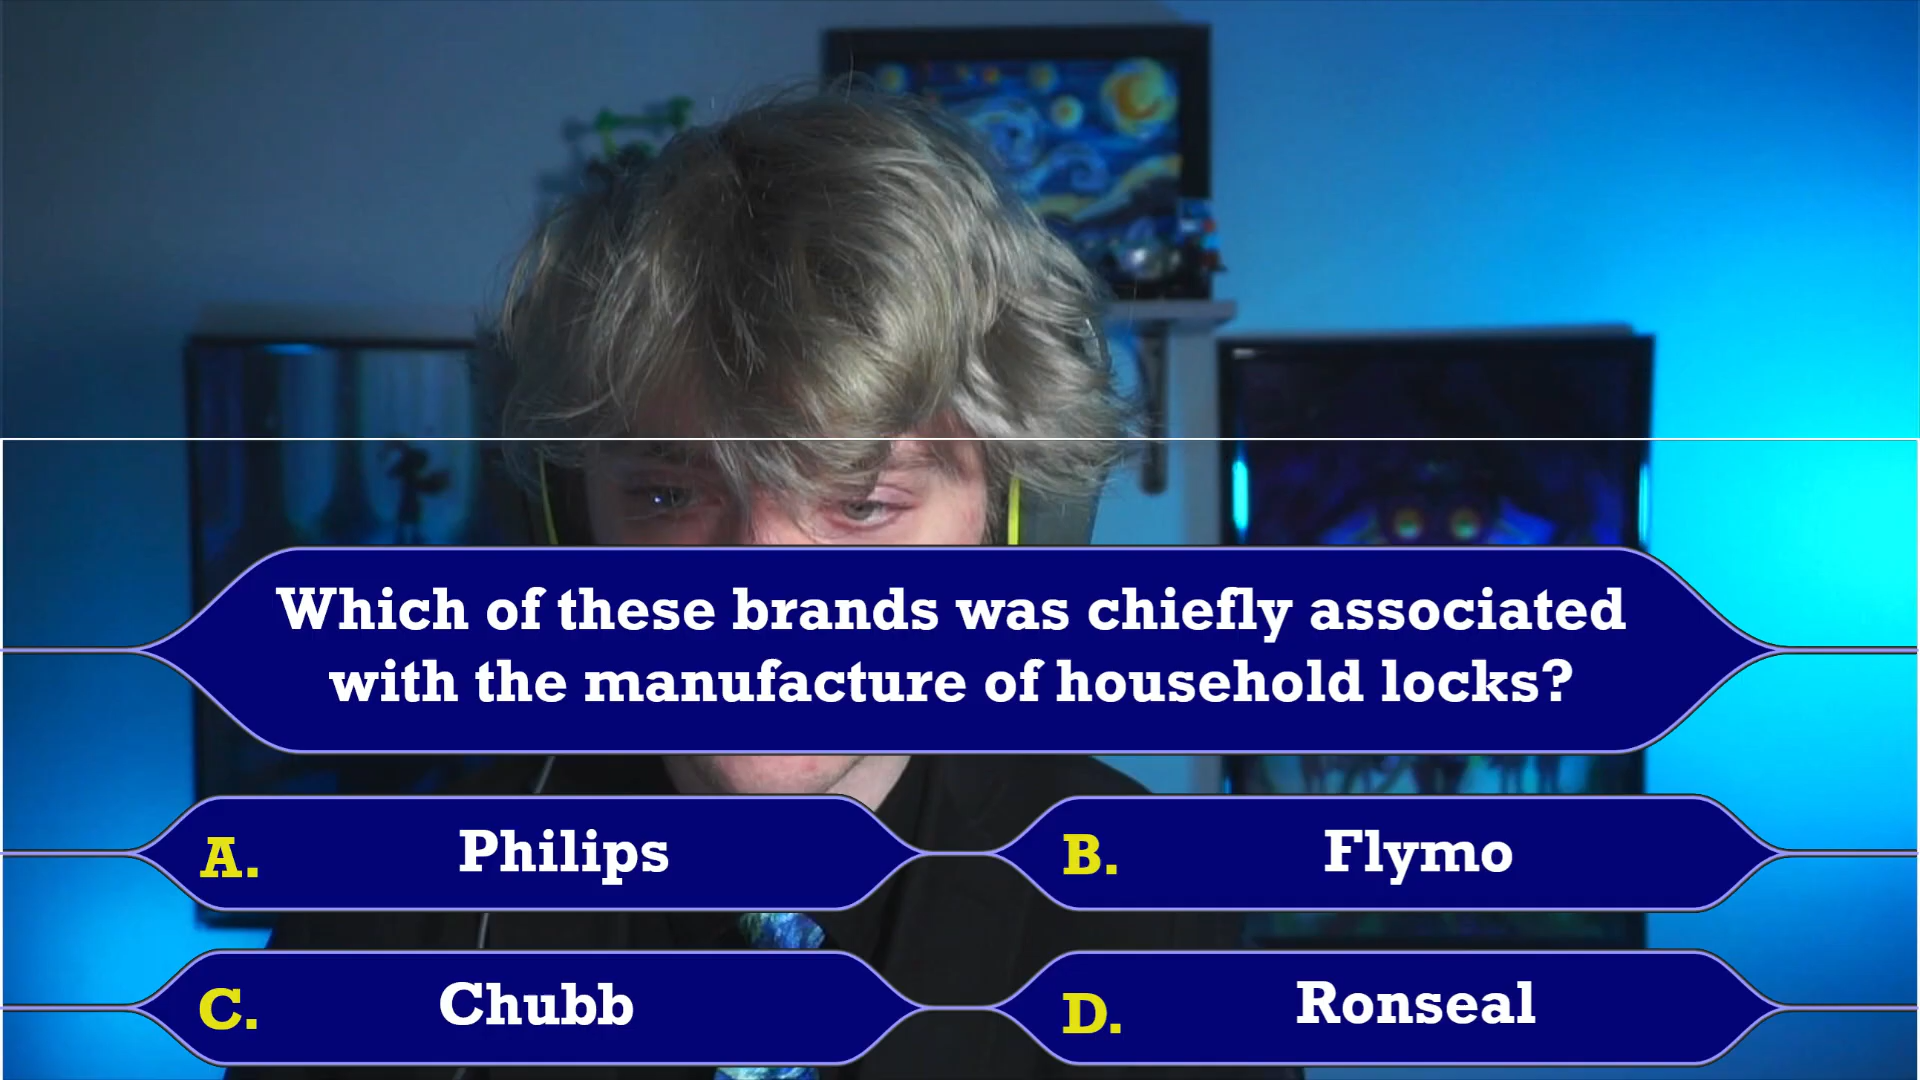 Which of these brands was chiefly associated
with the manufacture of household locks?
A. Philips
B. Flymo
C. Chubb
D. Ronseal